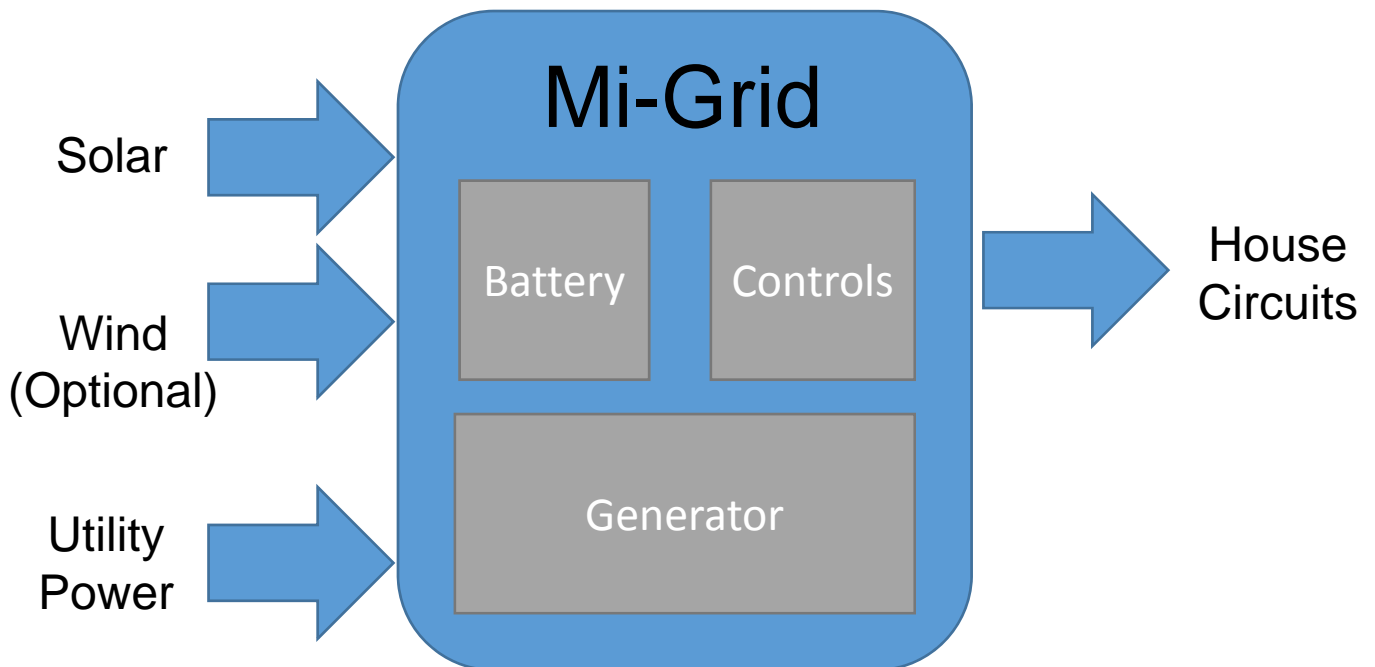 Mi-Grid
Solar
Wind
(Optional)
Utility
Power
Battery
Controls
Generator
House
Circuits